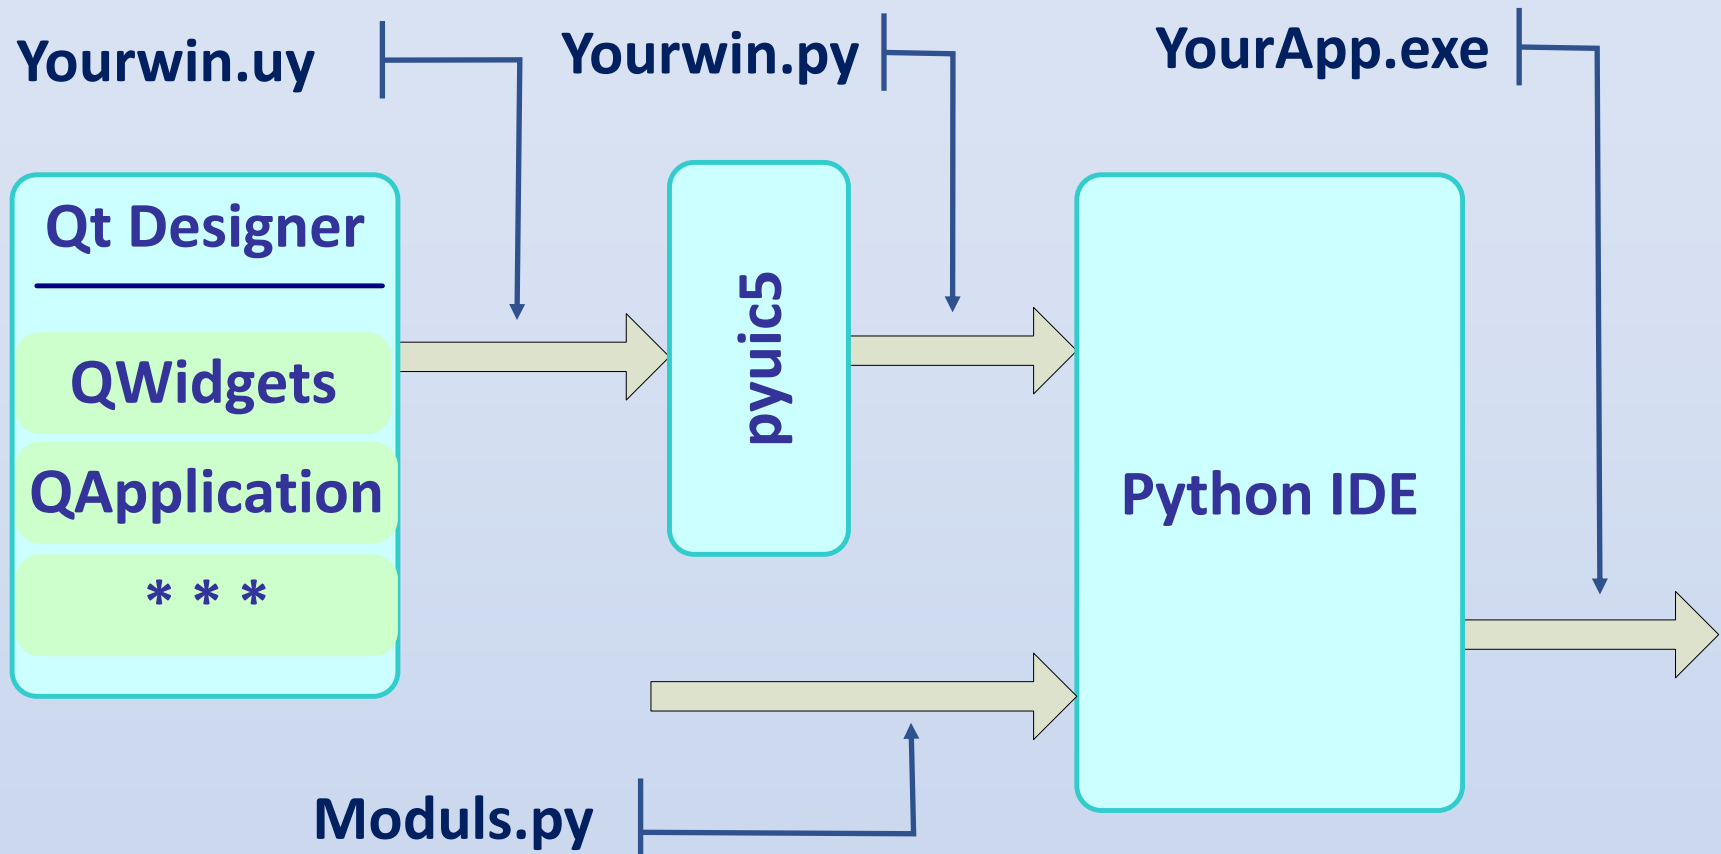 Yourwin.uy
Yourwin.py
YourApp.exe
Qt Designer
QWidgets
QApplication
* * *
pyuic5
Python IDE
Moduls.py